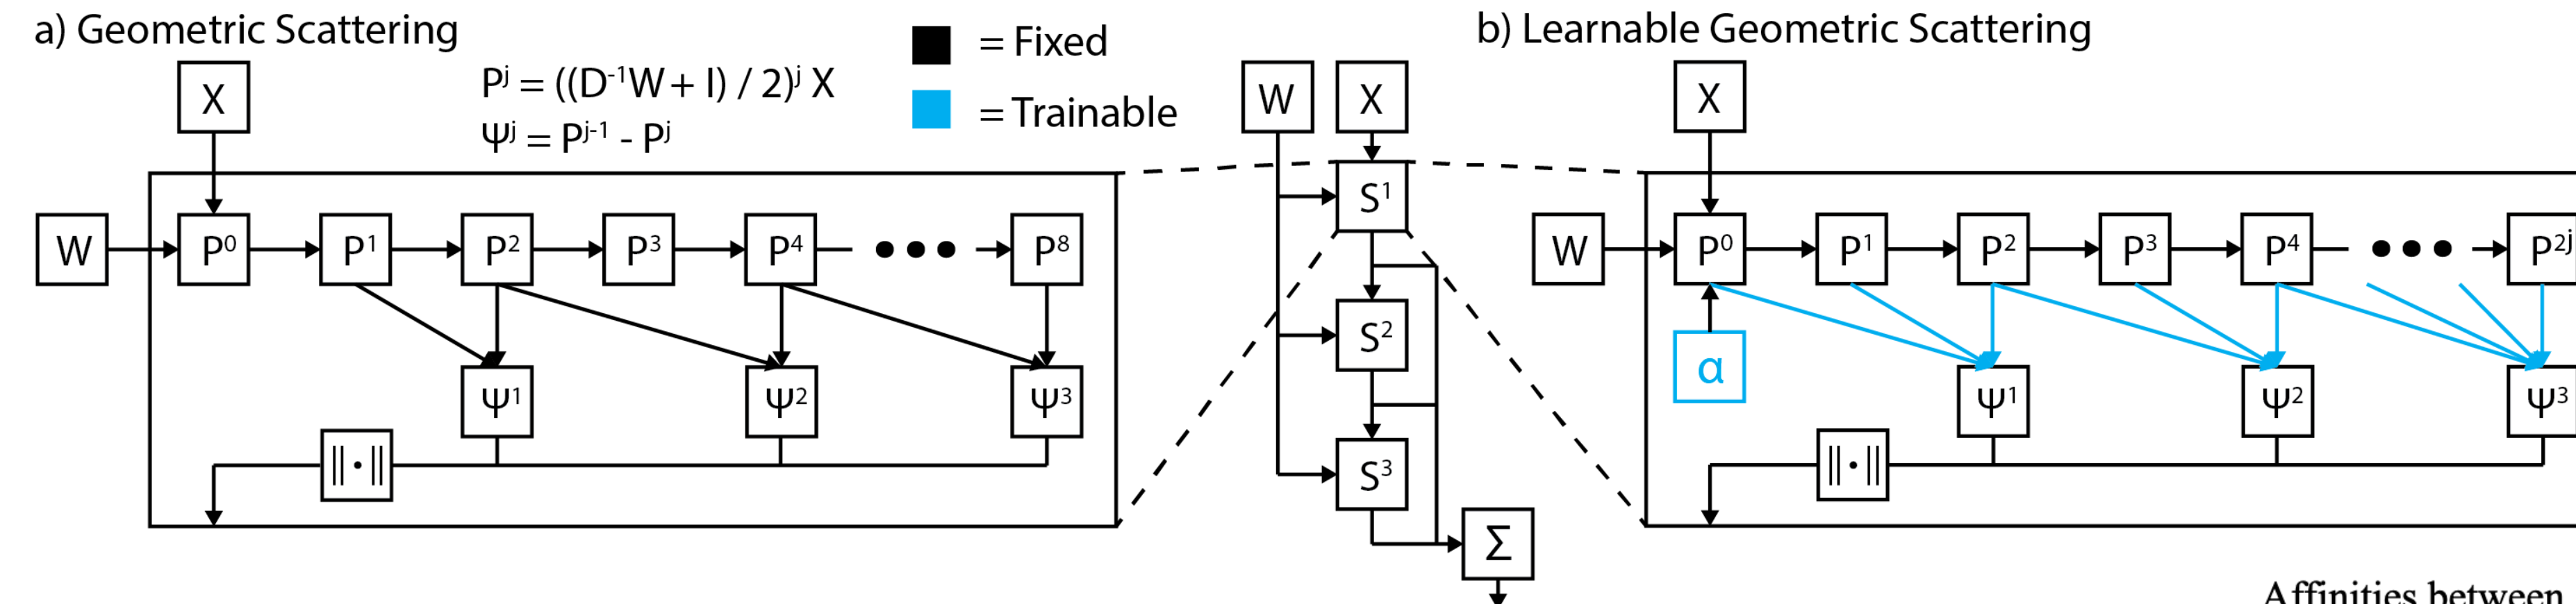 a) Geometric Scattering
= Fixed
= Trainable
b) Learnable Geometric Scattering
X
Pʲ = ((D⁻¹W + I) / 2)ʲ X
Ψʲ = Pʲ⁻¹ - Pʲ
W
P⁰
P¹
P²
P³
P⁴
P⁸
Ψ¹
Ψ²
Ψ³
||·||
W
X
S¹
S²
S³
Σ
X
W
P⁰
P¹
P²
P³
P⁴
P²ʲ
α
Ψ¹
Ψ²
Ψ³
||·||
Affinities between